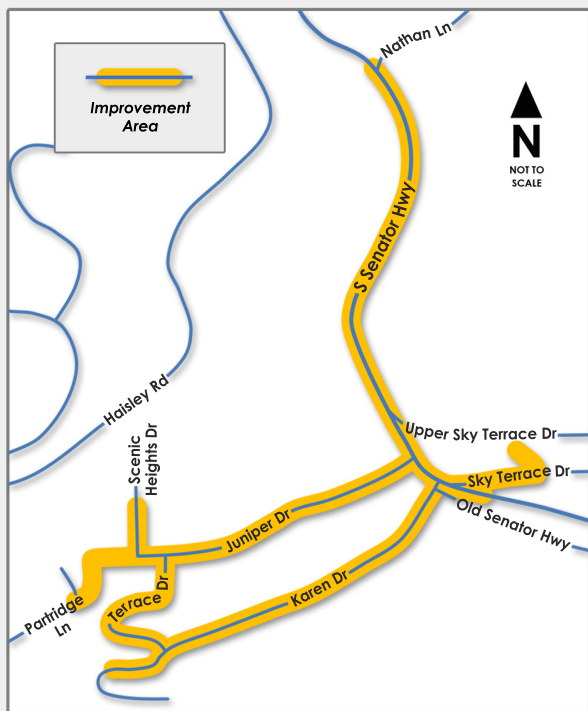 Nathan Ln
Improvement
Area
N
NOT TO
SCALE
S Senator Hwy
Haisley Rd
Upper Sky Terrace Dr
Scenic
Heights Dr
Sky Terrace Dr
Old Senator Hwy
Juniper Dr
Karen Dr
Terrace Dr
Partridge
Ln